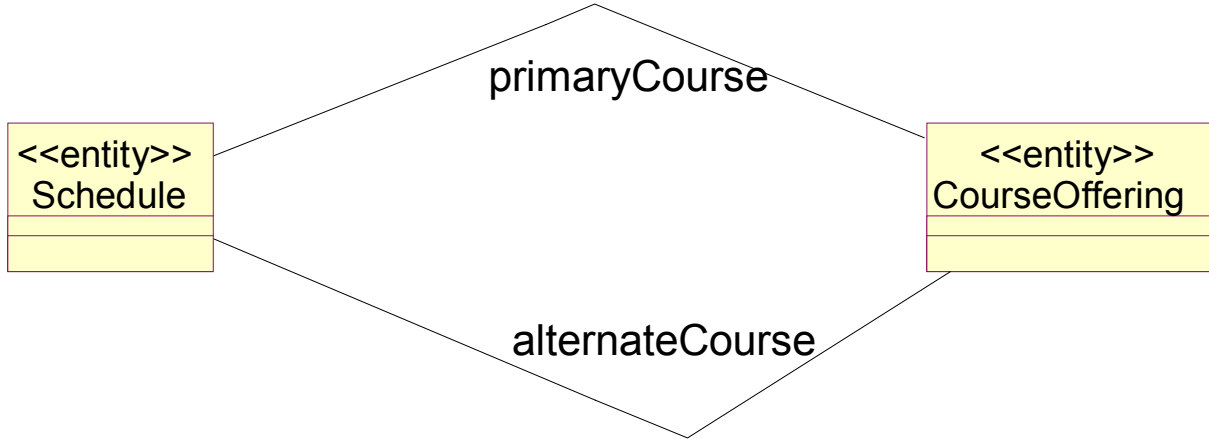 primaryCourse
<<entity>>
Schedule
<<entity>>
CourseOffering
alternateCourse